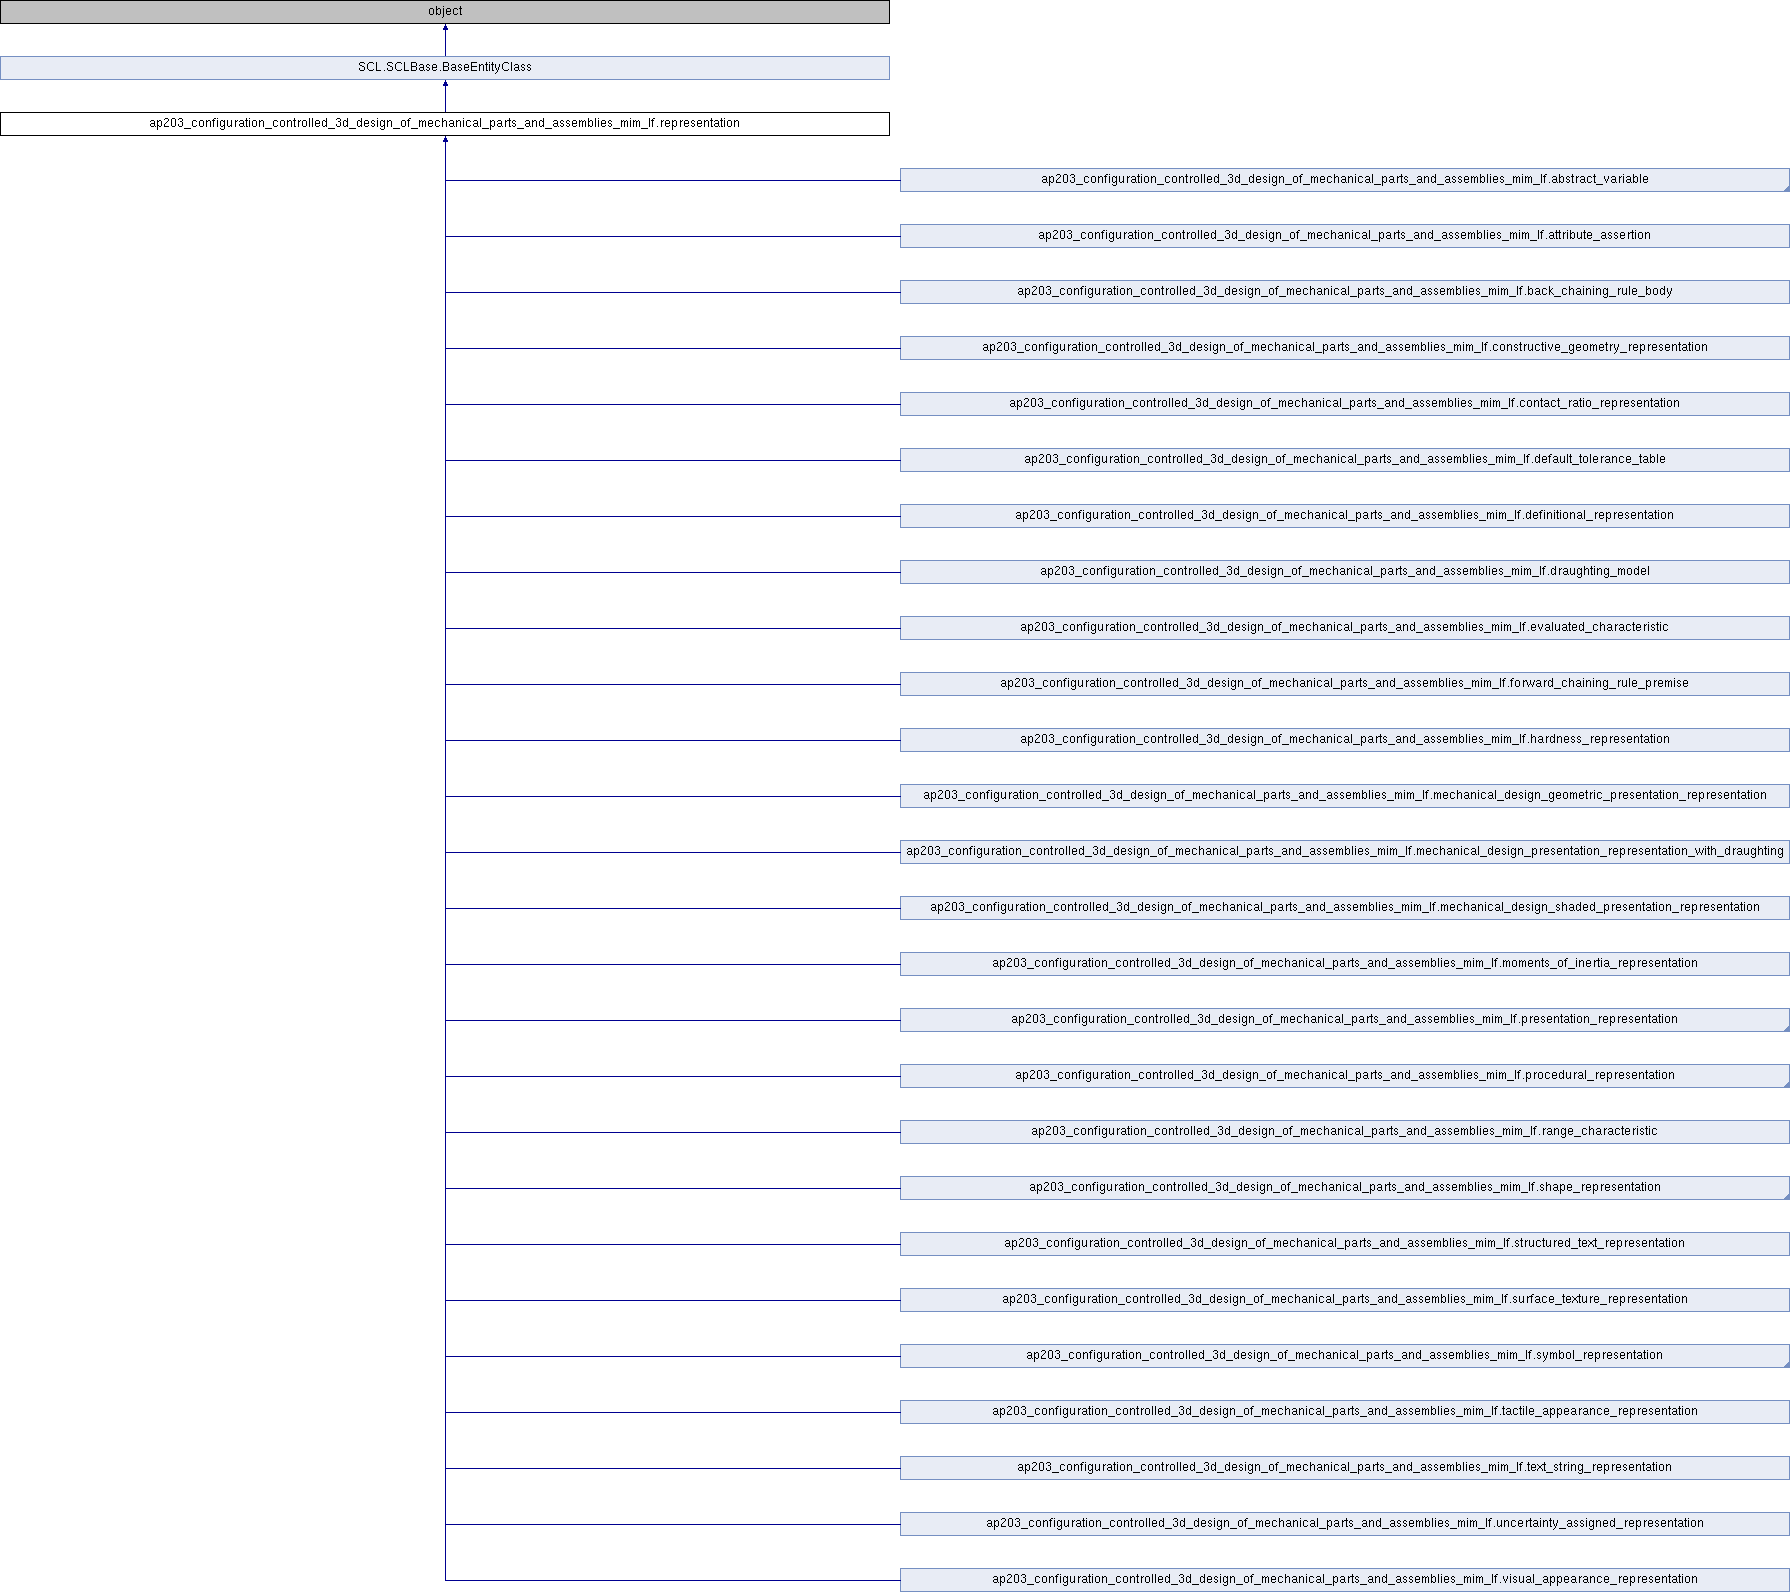 object
SCL.SCLBase.BaseEntityClass
ap203_configuration_controlled_3d_design_of_mechanical_parts_and_assemblies_mim_lf.representation
ap203_configuration_controlled_3d_design_of_mechanical_parts_and_assemblies_mim_lf.abstract_variable
ap203_configuration_controlled_3d_design_of_mechanical_parts_and_assemblies_mim_lf.attribute_assertion
ap203_configuration_controlled_3d_design_of_mechanical_parts_and_assemblies_mim_lf.back_chaining_rule_body
ap203_configuration_controlled_3d_design_of_mechanical_parts_and_assemblies_mim_lf.constructive_geometry_representation
ap203_configuration_controlled_3d_design_of_mechanical_parts_and_assemblies_mim_lf.contact_ratio_representation
ap203_configuration_controlled_3d_design_of_mechanical_parts_and_assemblies_mim_lf.default_tolerance_table
ap203_configuration_controlled_3d_design_of_mechanical_parts_and_assemblies_mim_lf.definitional_representation
ap203_configuration_controlled_3d_design_of_mechanical_parts_and_assemblies_mim_lf.draughting_model
ap203_configuration_controlled_3d_design_of_mechanical_parts_and_assemblies_mim_lf.evaluated_characteristic
ap203_configuration_controlled_3d_design_of_mechanical_parts_and_assemblies_mim_lf.forward_chaining_rule_premise
ap203_configuration_controlled_3d_design_of_mechanical_parts_and_assemblies_mim_lf.hardness_representation
ap203_configuration_controlled_3d_design_of_mechanical_parts_and_assemblies_mim_lf.mechanical_design_geometric_presentation_representation
ap203_configuration_controlled_3d_design_of_mechanical_parts_and_assemblies_mim_lf.mechanical_design_presentation_representation_with_draughting
ap203_configuration_controlled_3d_design_of_mechanical_parts_and_assemblies_mim_lf.mechanical_design_shaded_presentation_representation
ap203_configuration_controlled_3d_design_of_mechanical_parts_and_assemblies_mim_lf.moments_of_inertia_representation
ap203_configuration_controlled_3d_design_of_mechanical_parts_and_assemblies_mim_lf.presentation_representation
ap203_configuration_controlled_3d_design_of_mechanical_parts_and_assemblies_mim_lf.procedural_representation
ap203_configuration_controlled_3d_design_of_mechanical_parts_and_assemblies_mim_lf.range_characteristic
ap203_configuration_controlled_3d_design_of_mechanical_parts_and_assemblies_mim_lf.shape_representation
ap203_configuration_controlled_3d_design_of_mechanical_parts_and_assemblies_mim_lf.structured_text_representation
ap203_configuration_controlled_3d_design_of_mechanical_parts_and_assemblies_mim_lf.surface_texture_representation
ap203_configuration_controlled_3d_design_of_mechanical_parts_and_assemblies_mim_lf.symbol_representation
ap203_configuration_controlled_3d_design_of_mechanical_parts_and_assemblies_mim_lf.tactile_appearance_representation
ap203_configuration_controlled_3d_design_of_mechanical_parts_and_assemblies_mim_lf.text_string_representation
ap203_configuration_controlled_3d_design_of_mechanical_parts_and_assemblies_mim_lf.uncertainty_assigned_representation
ap203_configuration_controlled_3d_design_of_mechanical_parts_and_assemblies_mim_lf.visual_appearance_representation